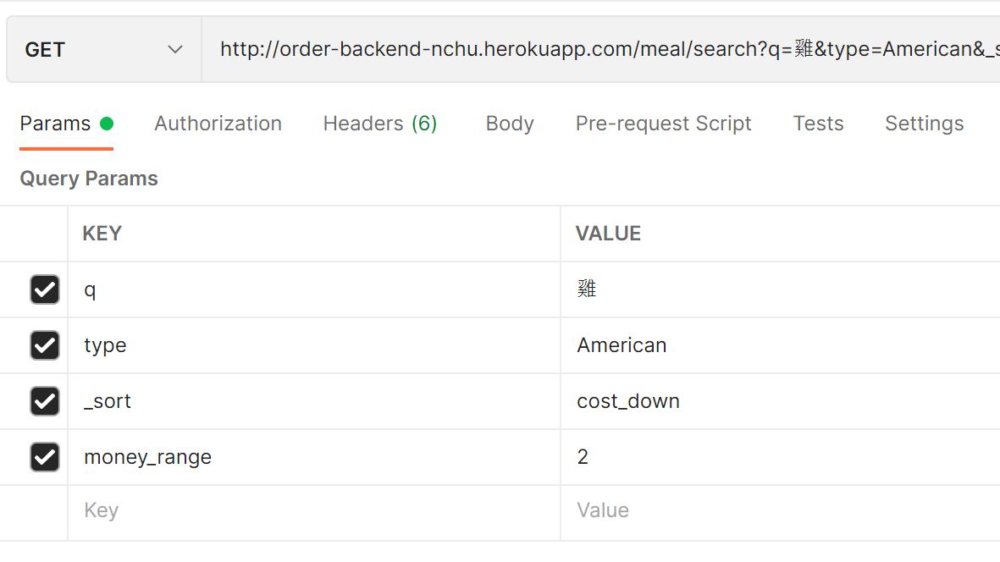 GET http://order-backend-nchu.herokuapp.com/meal/search?q=雞&type=American&_s
Params Authorization Headers (6) Body Pre-request Script Tests Settings
Query Params
KEY VALUE
q 雞
type American
_sort cost_down
money_range 2
Key Value